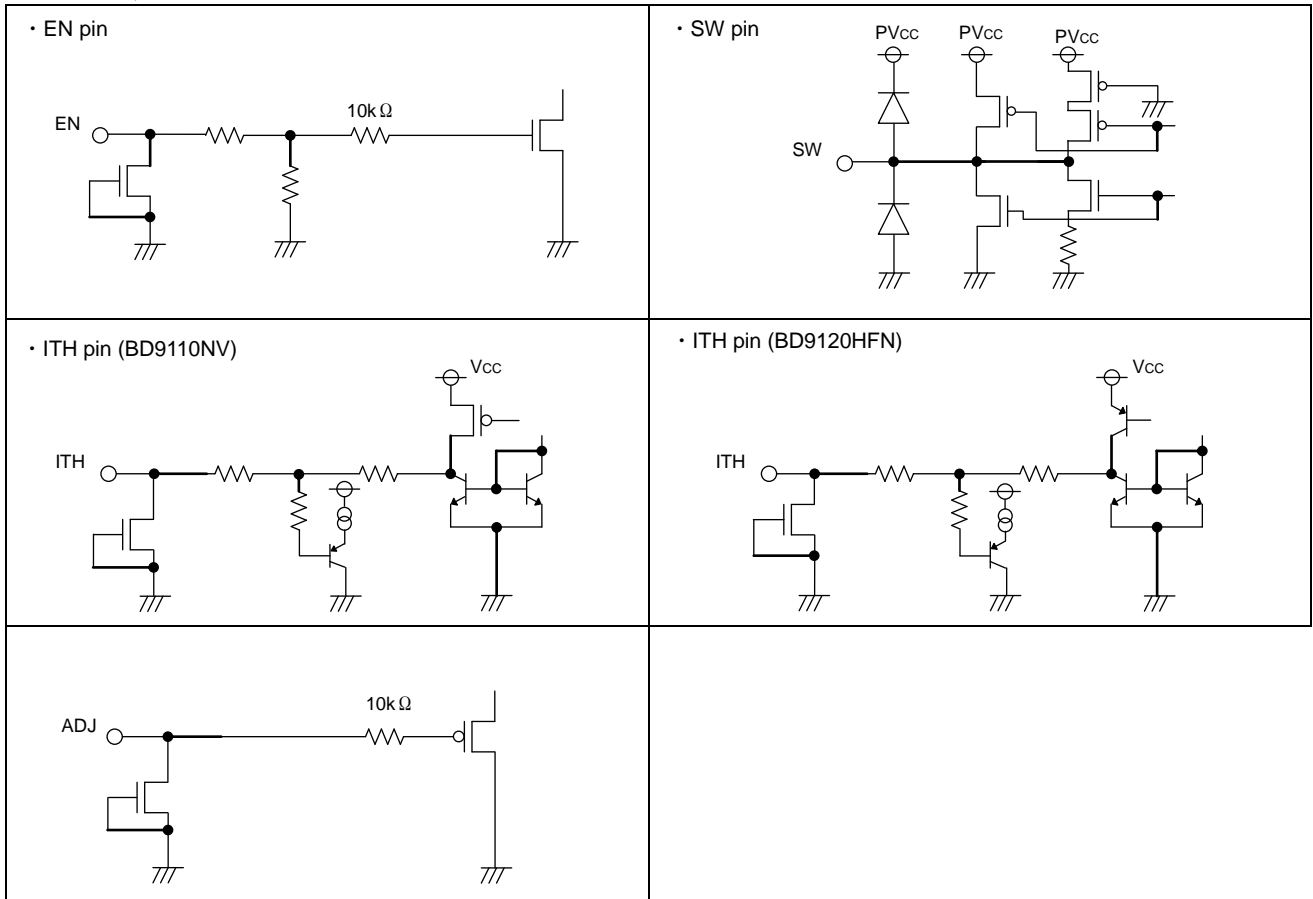 ・EN pin
EN
10kΩ
・SW pin
PVcc PVcc PVcc
SW
・ITH pin (BD9110NV)
Vcc
ITH
・ITH pin (BD9120HFN)
Vcc
ITH
ADJ
10kΩ